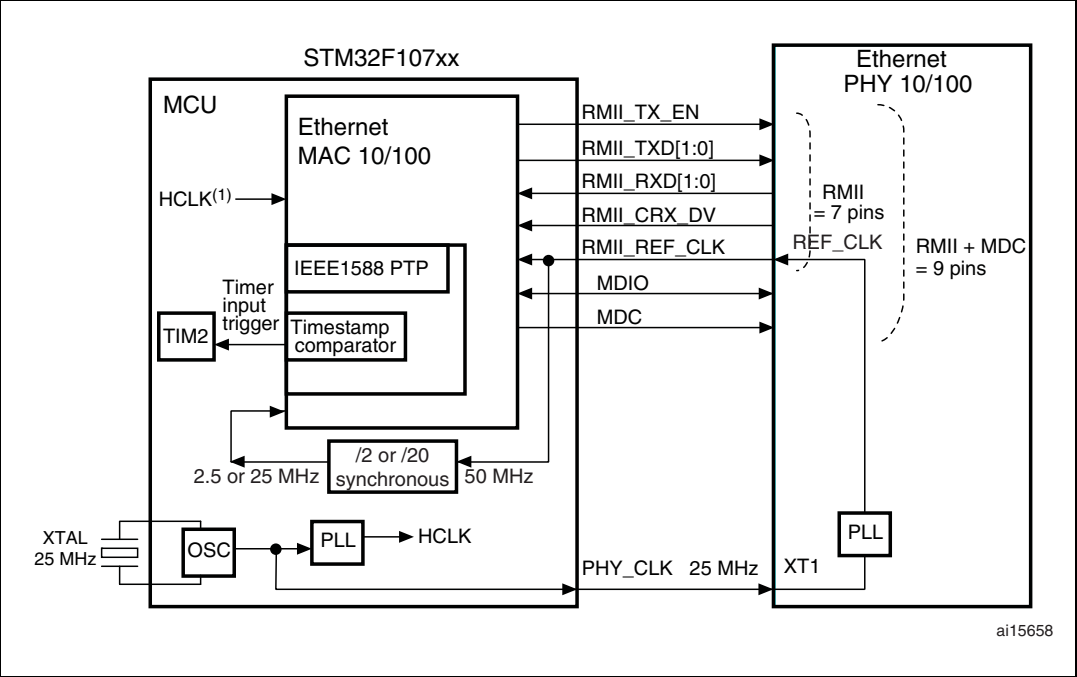 STM32F107xx
MCU
Ethernet
MAC 10/100
HCLK(1)
IEEE1588 PTP
Timer
input
trigger
Timestamp
comparator
TIM2
/2 or /20
synchronous
2.5 or 25 MHz
50 MHz
XTAL
25 MHz
OSC
PLL
HCLK
RMII_TX_EN
RMII_TXD[1:0]
RMII_RXD[1:0]
RMII_CRX_DV
RMII_REF_CLK
MDIO
MDC
PHY_CLK 25 MHz
Ethernet
PHY 10/100
RMII
= 7 pins
REF_CLK
RMII + MDC
= 9 pins
PLL
XT1
ai15658